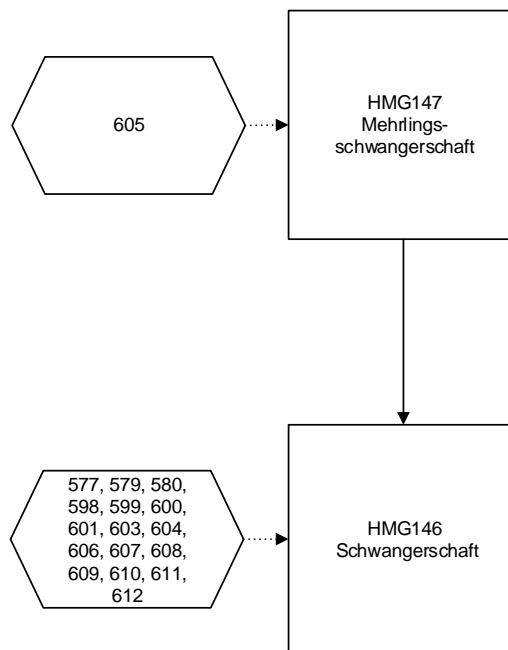 605
HMG147
Mehrlings-
schwangerschaft
577, 579, 580,
598, 599, 600,
601, 603, 604,
606, 607, 608,
609, 610, 611,
612
HMG146
Schwangerschaft